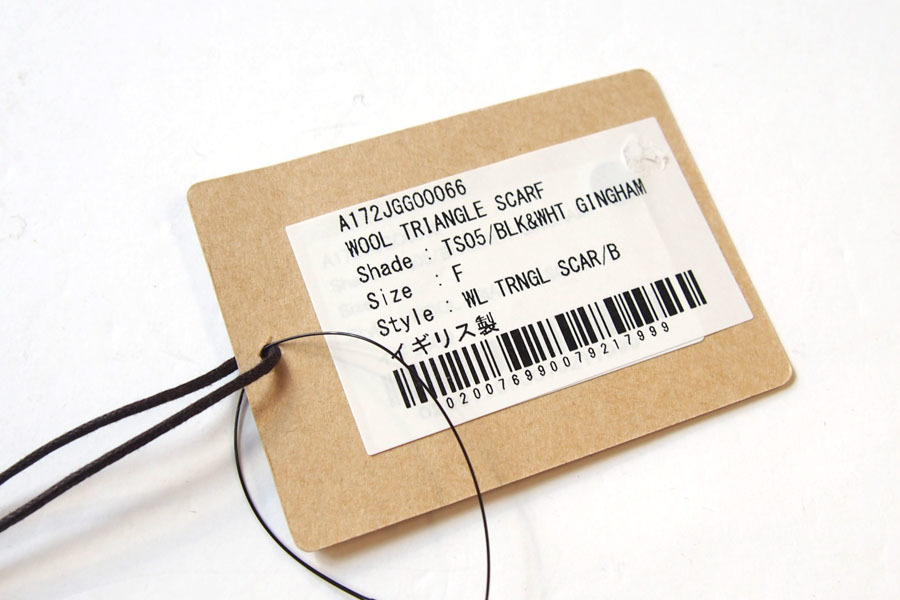 A172JGG00066
WOOL TRIANGLE SCARF
Shade : TS05/BLK&WHT GINGHAM
Size : F
Style : WL TRNGL SCAR/B
イギリス製